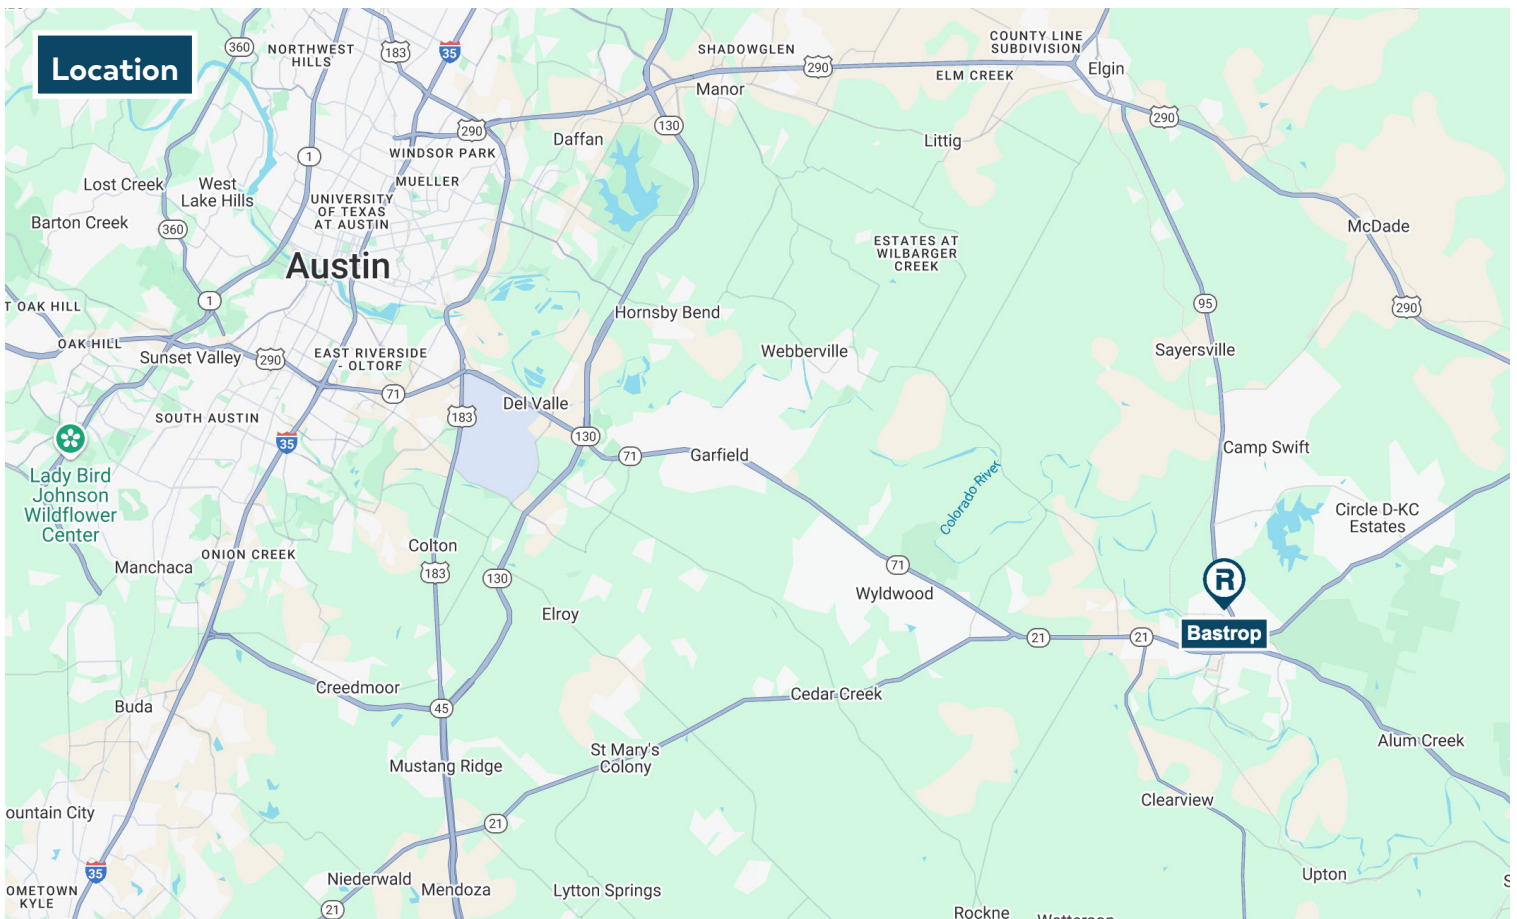 Location
360
NORTHWEST
HILLS
183
35
SHADOWGLEN
290
COUNTY LINE
SUBDIVISION
ELM CREEK
Elgin
Manor
290
130
290
Daffan
Littig
WINDSOR PARK
1
MUELLER
Lost Creek
West
Lake Hills
UNIVERSITY
OF TEXAS
AT AUSTIN
Barton Creek
360
McDade
ESTATES AT
WILBARGER
CREEK
Austin
1
T OAK HILL
95
290
Hornsby Bend
OAK HILL
Sunset Valley
290
EAST RIVERSIDE
- OLTORF
Webberville
Sayersville
71
Del Valle
SOUTH AUSTIN
183
35
130
71
Garfield
Camp Swift
Lady Bird
Johnson
Wildflower
Center
Colorado River
Circle D-KC
Estates
ONION CREEK
Colton
Manchaca
183
130
71
R
Wyldwood
Elroy
21
21
Bastrop
Creedmoor
Cedar Creek
Buda
45
St Mary's
Colony
Alum Creek
Mustang Ridge
Clearview
ountain City
21
35
OMETOWN
KYLE
Niederwald
Mendoza
Lytton Springs
Upton
21
Rockne